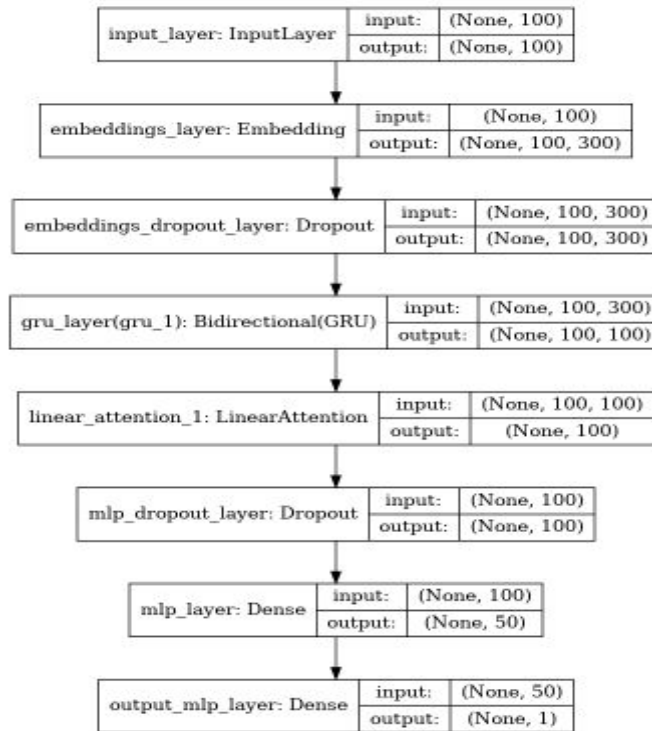 input_layer: InputLayer
input: (None, 100)
output: (None, 100)
embeddings_layer: Embedding
input: (None, 100)
output: (None, 100, 300)
embeddings_dropout_layer: Dropout
input: (None, 100, 300)
output: (None, 100, 300)
gru_layer(gru_1): Bidirectional(GRU)
input: (None, 100, 300)
output: (None, 100, 100)
linear_attention_1: LinearAttention
input: (None, 100, 100)
output: (None, 100)
mlp_dropout_layer: Dropout
input: (None, 100)
output: (None, 100)
mlp_layer: Dense
input: (None, 100)
output: (None, 50)
output_mlp_layer: Dense
input: (None, 50)
output: (None, 1)